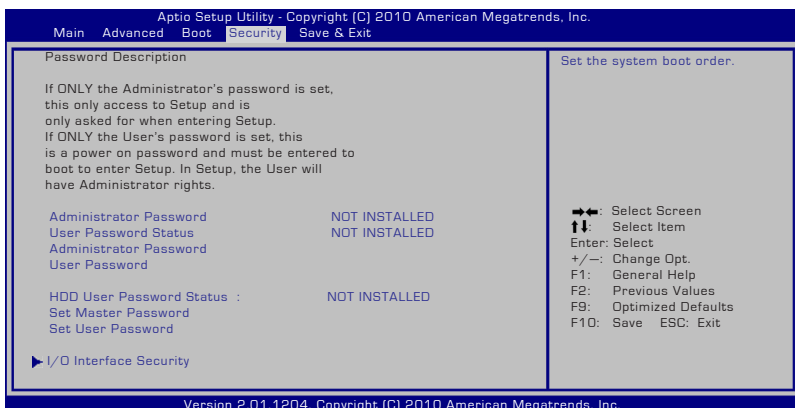 Aptio Setup Utility - Copyright (C) 2010 American Megatrends, Inc.
Main Advanced Boot Security Save & Exit
Password Description
If ONLY the Administrator's password is set,
this only access to Setup and is
only asked for when entering Setup.
If ONLY the User's password is set, this
is a power on password and must be entered to
boot to enter Setup. In Setup, the User will
have Administrator rights.
Administrator Password NOT INSTALLED
User Password Status NOT INSTALLED
Administrator Password
User Password
HDD User Password Status : NOT INSTALLED
Set Master Password
Set User Password
I/O Interface Security
Set the system boot order.
→←: Select Screen
↑↓: Select Item
Enter: Select
+/—: Change Opt.
F1: General Help
F2: Previous Values
F9: Optimized Defaults
F10: Save ESC: Exit
Version 2.01.1204. Copyright (C) 2010 American Megatrends, Inc.